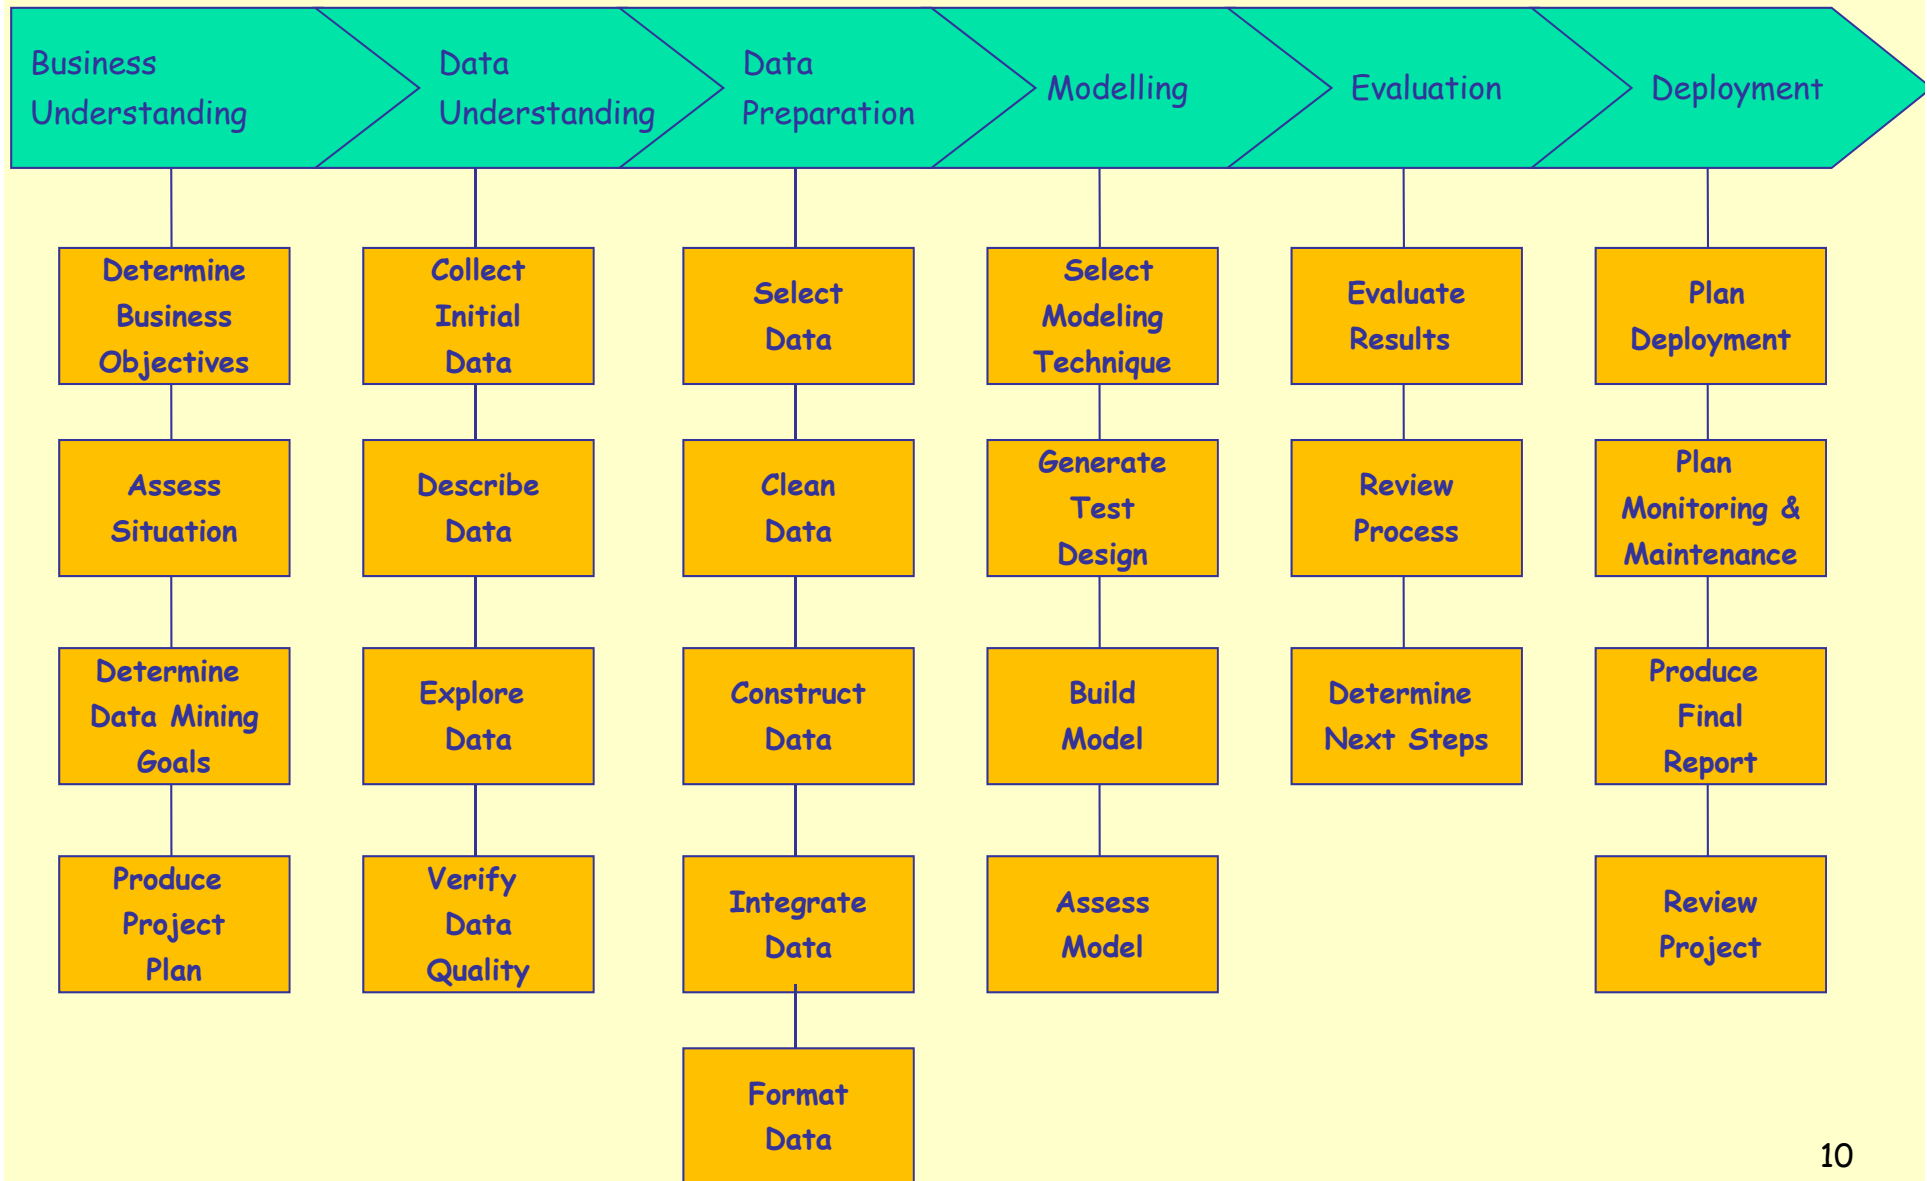 Business
Understanding
Data
Understanding
Data
Preparation
Modelling
Evaluation
Deployment
Determine
Business
Objectives
Assess
Situation
Determine
Data Mining
Goals
Produce
Project
Plan
Collect
Initial
Data
Describe
Data
Explore
Data
Verify
Data
Quality
Select
Data
Clean
Data
Construct
Data
Integrate
Data
Format
Data
Select
Modeling
Technique
Generate
Test
Design
Build
Model
Assess
Model
Evaluate
Results
Review
Process
Determine
Next Steps
Plan
Deployment
Plan
Monitoring &
Maintenance
Produce
Final
Report
Review
Project
10